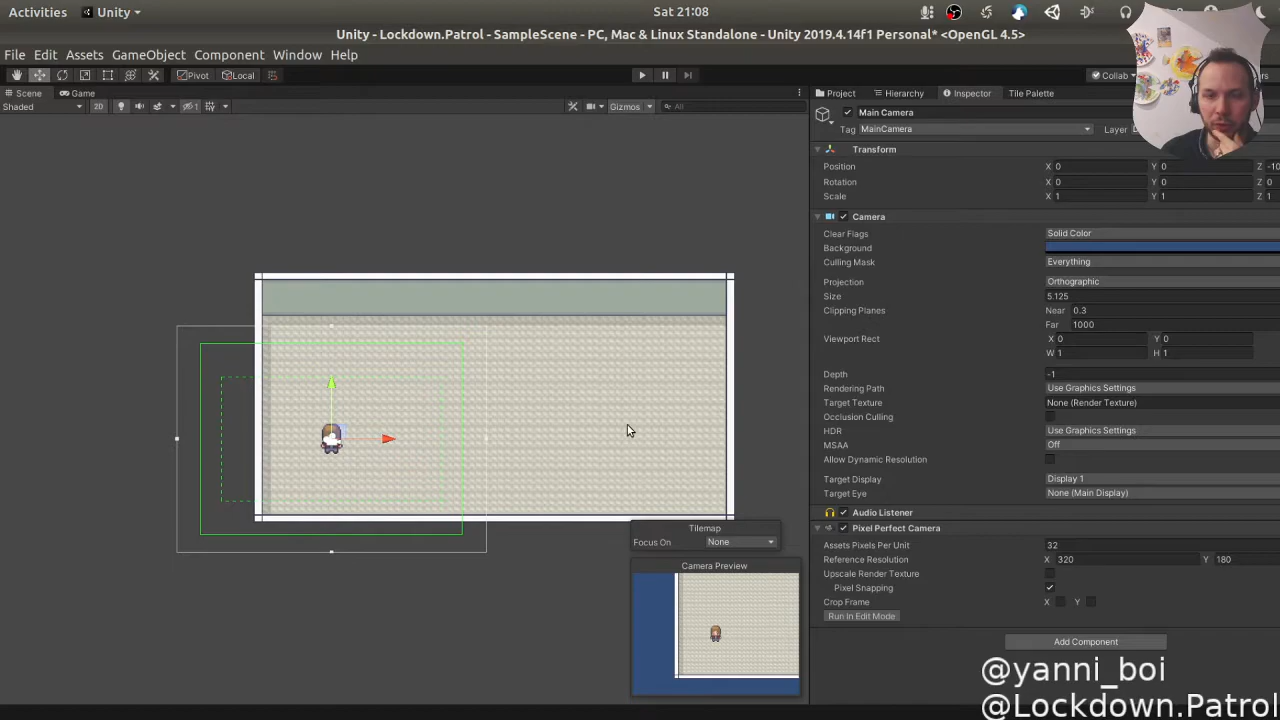 Activities
Unity
Sat 21:08
Unity - Lockdown.Patrol - SampleScene - PC, Mac & Linux Standalone - Unity 2019.4.14f1 Personal* <OpenGL 4.5>
File Edit Assets GameObject Component Window Help
Pivot Local
Collab
Scene Game
Project Hierarchy Inspector Tile Palette
Shaded 2D 1 Gizmos All
Main Camera
Tag MainCamera Layer
Transform
Position X 0 Y 0 Z -10
Rotation X 0 Y 0 Z 0
Scale X 1 Y 1 Z 1
Camera
Clear Flags Solid Color
Background
Culling Mask Everything
Projection Orthographic
Size 5.125
Clipping Planes Near 0.3
Far 1000
Viewport Rect X 0 Y 0
W 1 H 1
Depth -1
Rendering Path Use Graphics Settings
Target Texture None (Render Texture)
Occlusion Culling
HDR Use Graphics Settings
MSAA Off
Allow Dynamic Resolution
Target Display Display 1
Target Eye None (Main Display)
Audio Listener
Pixel Perfect Camera
Assets Pixels Per Unit 32
Reference Resolution X 320 Y 180
Upscale Render Texture
Pixel Snapping
Crop Frame X Y
Run In Edit Mode
Add Component
Tilemap
Focus On None
Camera Preview
@yanni_boi
@Lockdown.Patrol